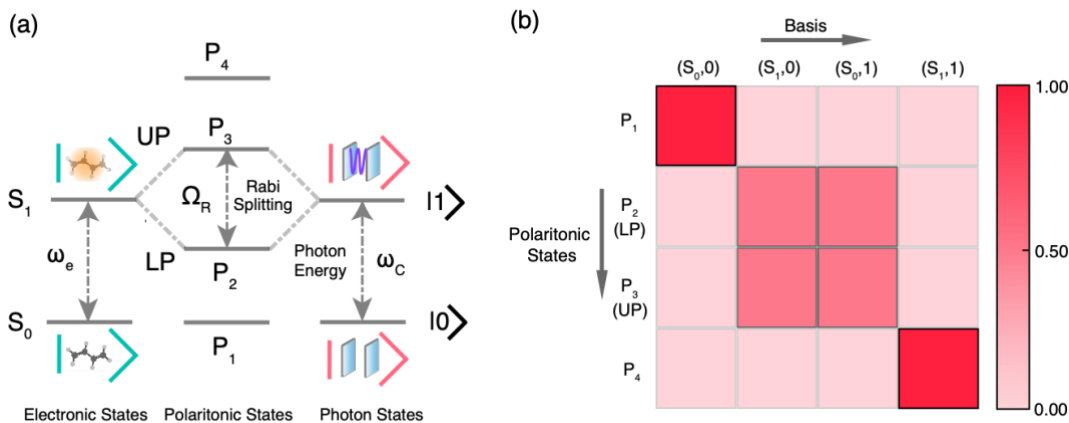 (a)
P4
UP
P3
S1
ΩR
Rabi
Splitting
|1>
ωe
LP
P2
Photon
Energy
ωC
S0
P1
|0>
Electronic States
Polaritonic States
Photon States
(b)
Basis
(S0,0)
(S1,0)
(S0,1)
(S1,1)
Polaritonic
States
P1
P2
(LP)
P3
(UP)
P4
1.00
0.50
0.00